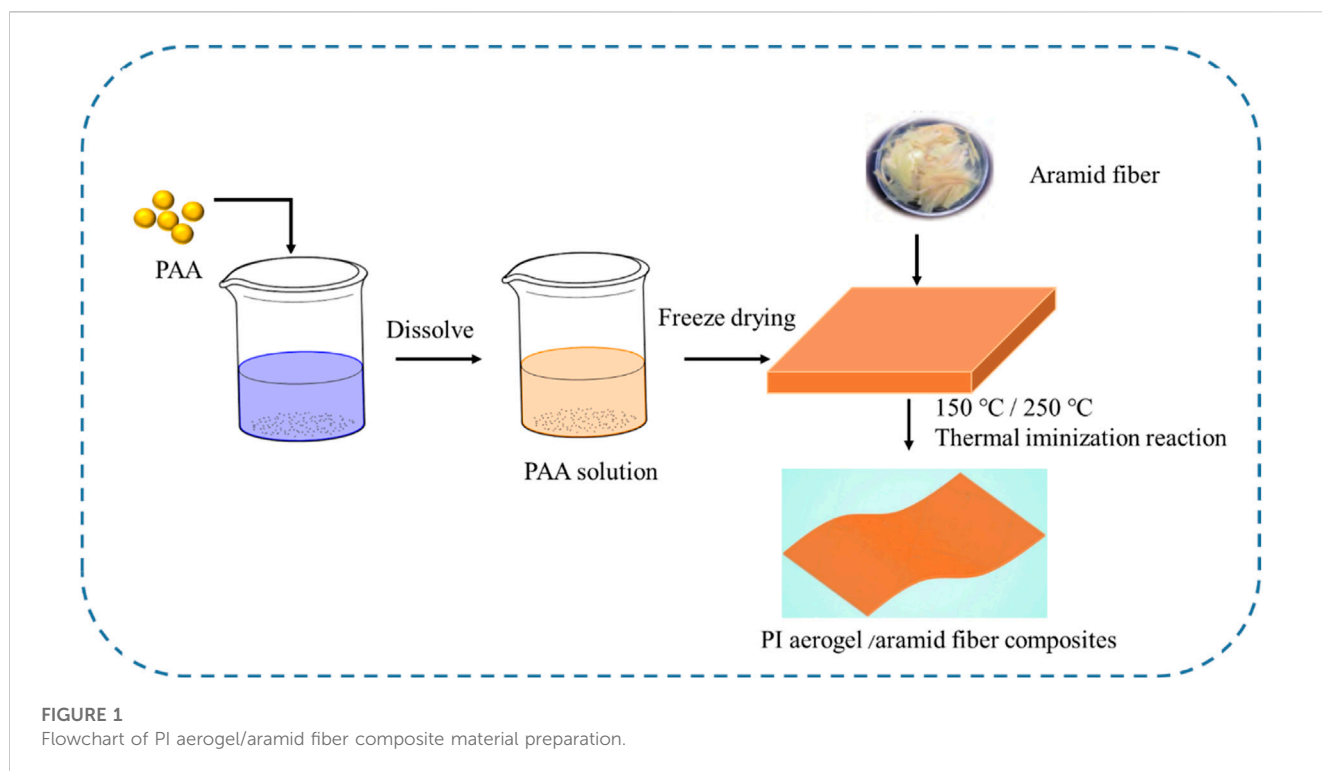 PAA
Dissolve
PAA solution
Freeze drying
Aramid fiber
150 ℃ / 250 ℃
Thermal iminization reaction
PI aerogel /aramid fiber composites
FIGURE 1
Flowchart of PI aerogel/aramid fiber composite material preparation.